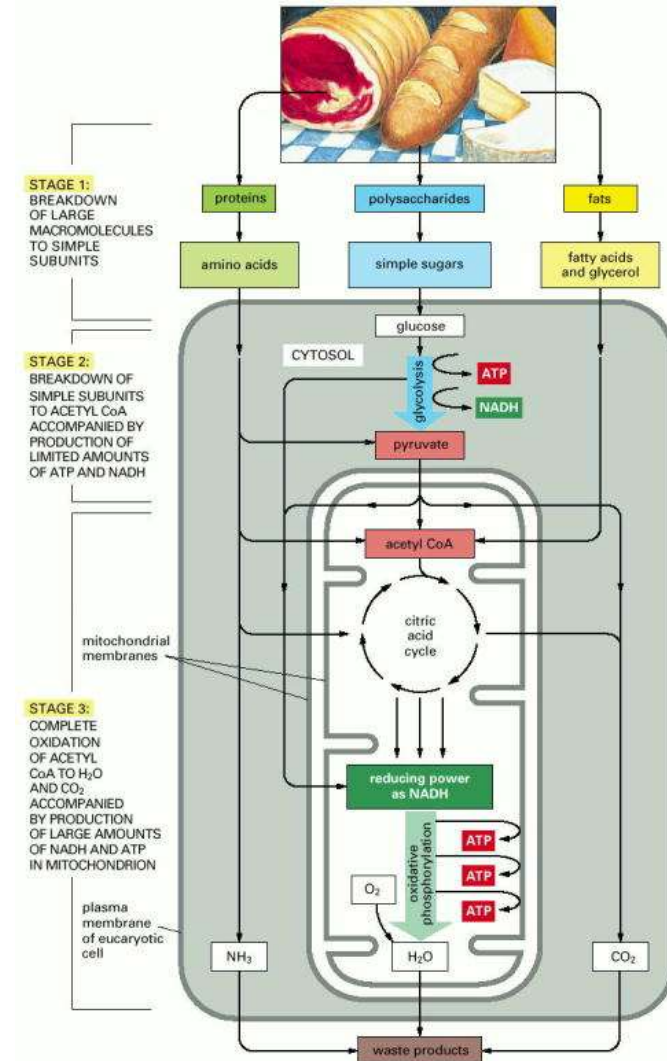 STAGE 1:
BREAKDOWN
OF LARGE
MACROMOLECULES
TO SIMPLE
SUBUNITS
proteins
polysaccharides
fats
amino acids
simple sugars
fatty acids
and glycerol
STAGE 2:
BREAKDOWN OF
SIMPLE SUBUNITS
TO ACETYL CoA
ACCOMPANIED BY
PRODUCTION OF
LIMITED AMOUNTS
OF ATP AND NADH
glucose
CYTOSOL
glycolysis
ATP
NADH
pyruvate
acetyl CoA
citric
acid
cycle
mitochondrial
membranes
STAGE 3:
COMPLETE
OXIDATION
OF ACETYL
CoA TO H₂O
AND CO₂
ACCOMPANIED
BY PRODUCTION
OF LARGE AMOUNTS
OF NADH AND ATP
IN MITOCHONDRION
reducing power
as NADH
oxidative
phosphorylation
ATP
ATP
ATP
O₂
plasma
membrane
of eucaryotic
cell
NH₃
H₂O
CO₂
waste products